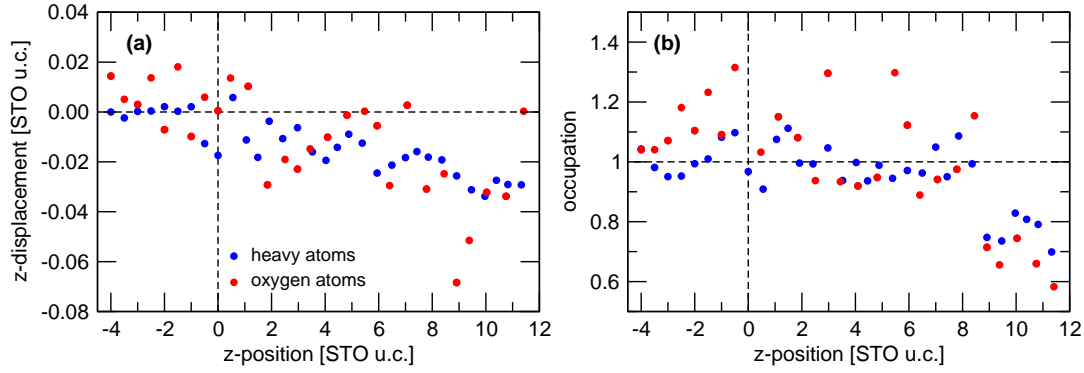 (a)
z-displacement [STO u.c.]
0.04
0.02
0.00
-0.02
-0.04
-0.06
-0.08
heavy atoms
oxygen atoms
-4 -2 0 2 4 6 8 10 12
z-position [STO u.c.]
(b)
occupation
1.4
1.2
1
0.8
0.6
-4 -2 0 2 4 6 8 10 12
z-position [STO u.c.]